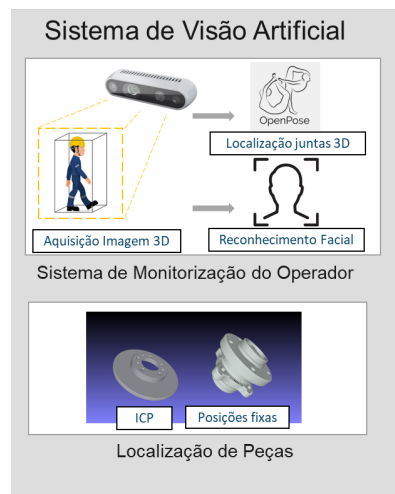 Sistema de Visão Artificial
OpenPose
Localização juntas 3D
Aquisição Imagem 3D
Reconhecimento Facial
Sistema de Monitorização do Operador
ICP
Posições fixas
Localização de Peças